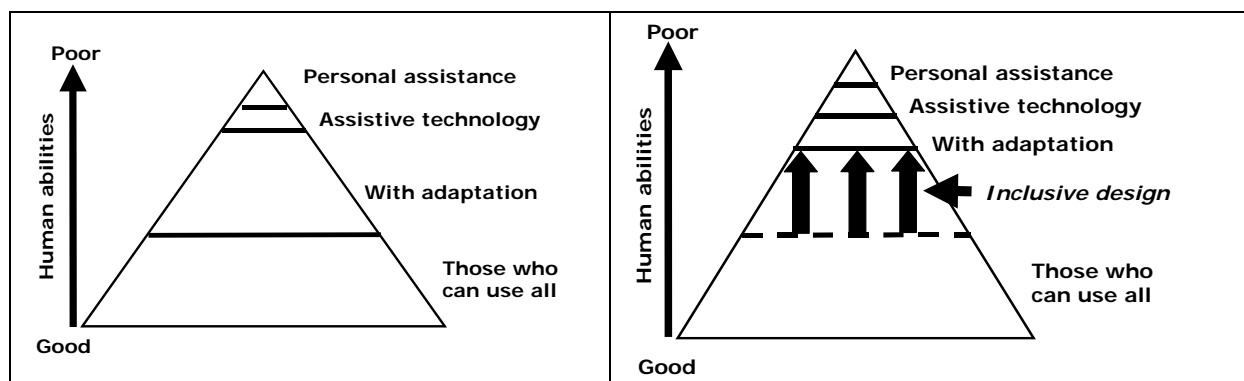 Poor
Personal assistance
Assistive technology
Human abilities
With adaptation
Those who
can use all
Good
Poor
Personal assistance
Assistive technology
With adaptation
Human abilities
Inclusive design
Those who
can use all
Good